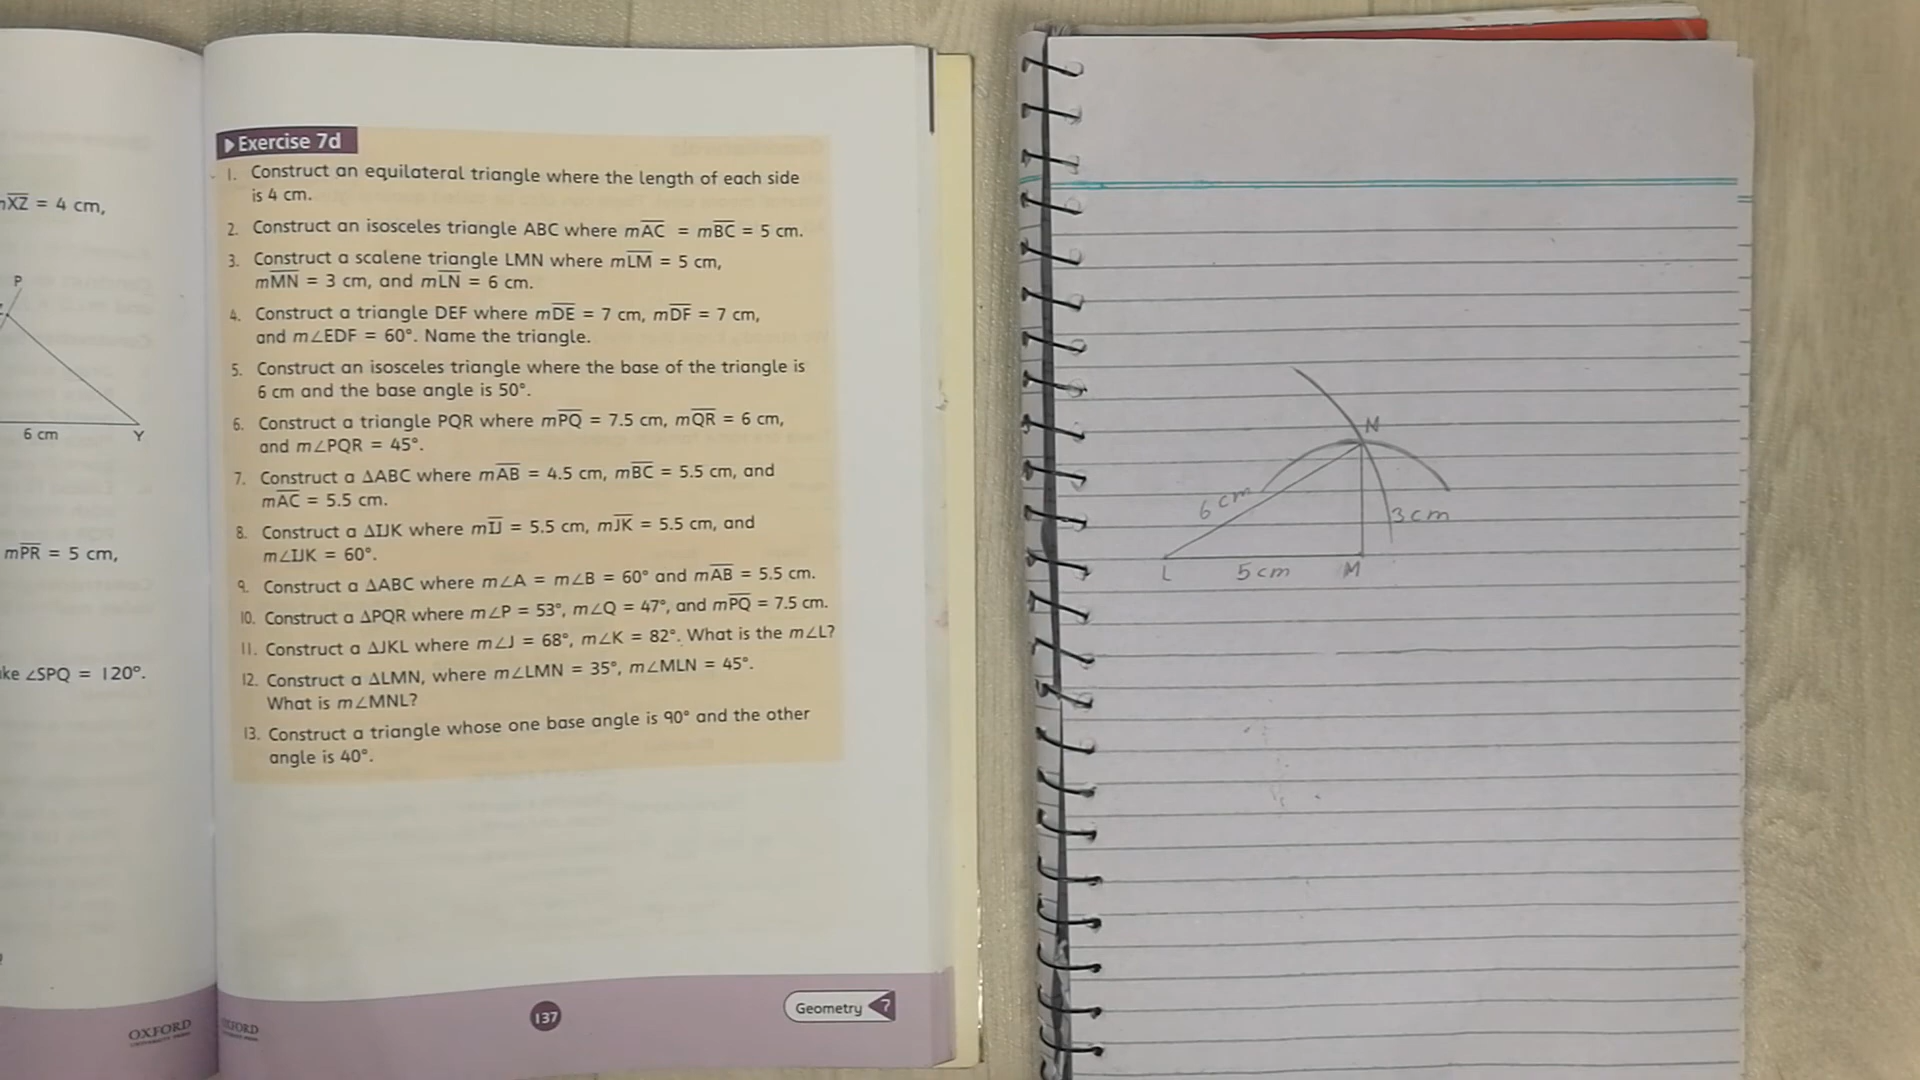 mXZ = 4 cm,
P
6 cm
Y
mPR = 5 cm,
ke ∠SPQ = 120°.
OXFORD
UNIVERSITY PRESS
Exercise 7d
1. Construct an equilateral triangle where the length of each side
is 4 cm.
2. Construct an isosceles triangle ABC where mAC = mBC = 5 cm.
3. Construct a scalene triangle LMN where mLM = 5 cm,
mMN = 3 cm, and mLN = 6 cm.
4. Construct a triangle DEF where mDE = 7 cm, mDF = 7 cm,
and m∠EDF = 60°. Name the triangle.
5. Construct an isosceles triangle where the base of the triangle is
6 cm and the base angle is 50°.
6. Construct a triangle PQR where mPQ = 7.5 cm, mQR = 6 cm,
and m∠PQR = 45°.
7. Construct a ΔABC where mAB = 4.5 cm, mBC = 5.5 cm, and
mAC = 5.5 cm.
8. Construct a ΔIJK where mIJ = 5.5 cm, mJK = 5.5 cm, and
m∠IJK = 60°.
9. Construct a ΔABC where m∠A = m∠B = 60° and mAB = 5.5 cm.
10. Construct a ΔPQR where m∠P = 53°, m∠Q = 47°, and mPQ = 7.5 cm.
11. Construct a ΔJKL where m∠J = 68°, m∠K = 82°. What is the m∠L?
12. Construct a ΔLMN, where m∠LMN = 35°, m∠MLN = 45°.
What is m∠MNL?
13. Construct a triangle whose one base angle is 90° and the other
angle is 40°.
137
Geometry 7
N
6 cm
3 cm
L 5 cm M